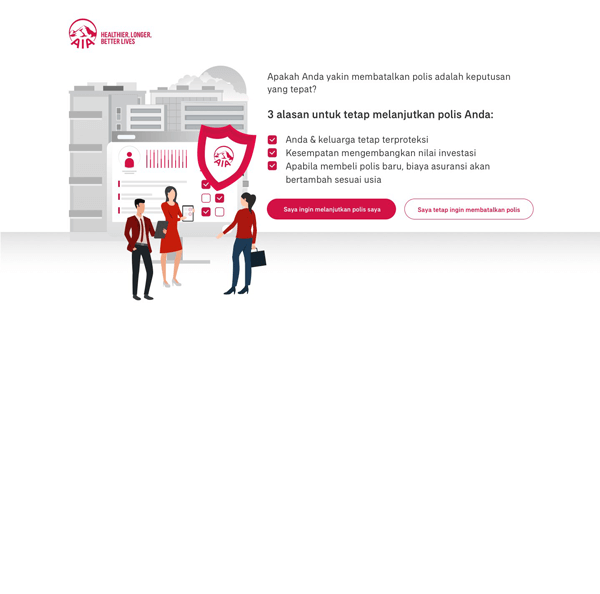 HEALTHIER, LONGER,
BETTER LIVES
AIA
Apakah Anda yakin membatalkan polis adalah keputusan
yang tepat?
3 alasan untuk tetap melanjutkan polis Anda:
Anda & keluarga tetap terproteksi
Kesempatan mengembangkan nilai investasi
Apabila membeli polis baru, biaya asuransi akan
bertambah sesuai usia
Saya ingin melanjutkan polis saya
Saya tetap ingin membatalkan polis
AIA